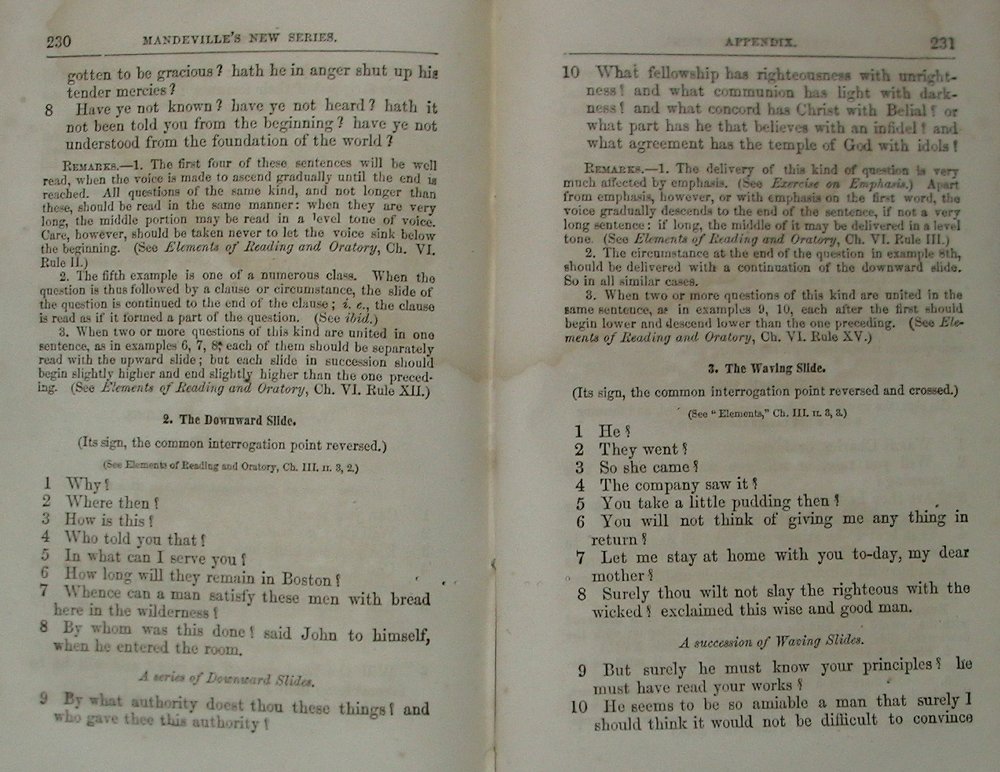 230 MANDEVILLE'S NEW SERIES.
gotten to be gracious? hath he in anger shut up his
tender mercies?
8 Have ye not known? have ye not heard? hath it
not been told you from the beginning? have ye not
understood from the foundation of the world?
REMARKS.—1. The first four of these sentences will be well
read, when the voice is made to ascend gradually until the end is
reached. All questions of the same kind, and not longer than
these, should be read in the same manner: when they are very
long, the middle portion may be read in a level tone of voice.
Care, however, should be taken never to let the voice sink below
the beginning. (See Elements of Reading and Oratory, Ch. VI.
Rule II.)
2. The fifth example is one of a numerous class. When the
question is thus followed by a clause or circumstance, the slide of
the question is continued to the end of the clause; i. e., the clause
is read as if it formed a part of the question. (See ibid.)
3. When two or more questions of this kind are united in one
sentence, as in examples 6, 7, 8, each of them should be separately
read with the upward slide; but each slide in succession should
begin slightly higher and end slightly higher than the one preced-
ing. (See Elements of Reading and Oratory, Ch. VI. Rule XII.)
2. The Downward Slide.
(Its sign, the common interrogation point reversed.)
(See Elements of Reading and Oratory, Ch. III. II. 3, 2.)
1 Why⸮
2 Where then⸮
3 How is this⸮
4 Who told you that⸮
5 In what can I serve you⸮
6 How long will they remain in Boston⸮
7 Whence can a man satisfy these men with bread
here in the wilderness⸮
8 By whom was this done⸮ said John to himself,
when he entered the room.
A series of Downward Slides.
9 By what authority doest thou these things⸮ and
who gave thee this authority⸮
APPENDIX. 231
10 What fellowship has righteousness with unright-
ness⸮ and what communion has light with dark-
ness⸮ and what concord has Christ with Belial⸮ or
what part has he that believes with an infidel⸮ and
what agreement has the temple of God with idols⸮
REMARKS.—1. The delivery of this kind of question is very
much affected by emphasis. (See Exercise on Emphasis.) Apart
from emphasis, however, or with emphasis on the first word, the
voice gradually descends to the end of the sentence, if not a very
long sentence: if long, the middle of it may be delivered in a level
tone. (See Elements of Reading and Oratory, Ch. VI. Rule III.)
2. The circumstance at the end of the question in example 8th,
should be delivered with a continuation of the downward slide.
So in all similar cases.
3. When two or more questions of this kind are united in the
same sentence, as in examples 9, 10, each after the first should
begin lower and descend lower than the one preceding. (See Ele-
ments of Reading and Oratory, Ch. VI. Rule XV.)
3. The Waving Slide.
(Its sign, the common interrogation point reversed and crossed.)
(See "Elements," Ch. III. II. 3, 3.)
1 He⸮
2 They went⸮
3 So she came⸮
4 The company saw it⸮
5 You take a little pudding then⸮
6 You will not think of giving me any thing in
return⸮
7 Let me stay at home with you to-day, my dear
mother⸮
8 Surely thou wilt not slay the righteous with the
wicked⸮ exclaimed this wise and good man.
A succession of Waving Slides.
9 But surely he must know your principles⸮ he
must have read your works⸮
10 He seems to be so amiable a man that surely I
should think it would not be difficult to convince